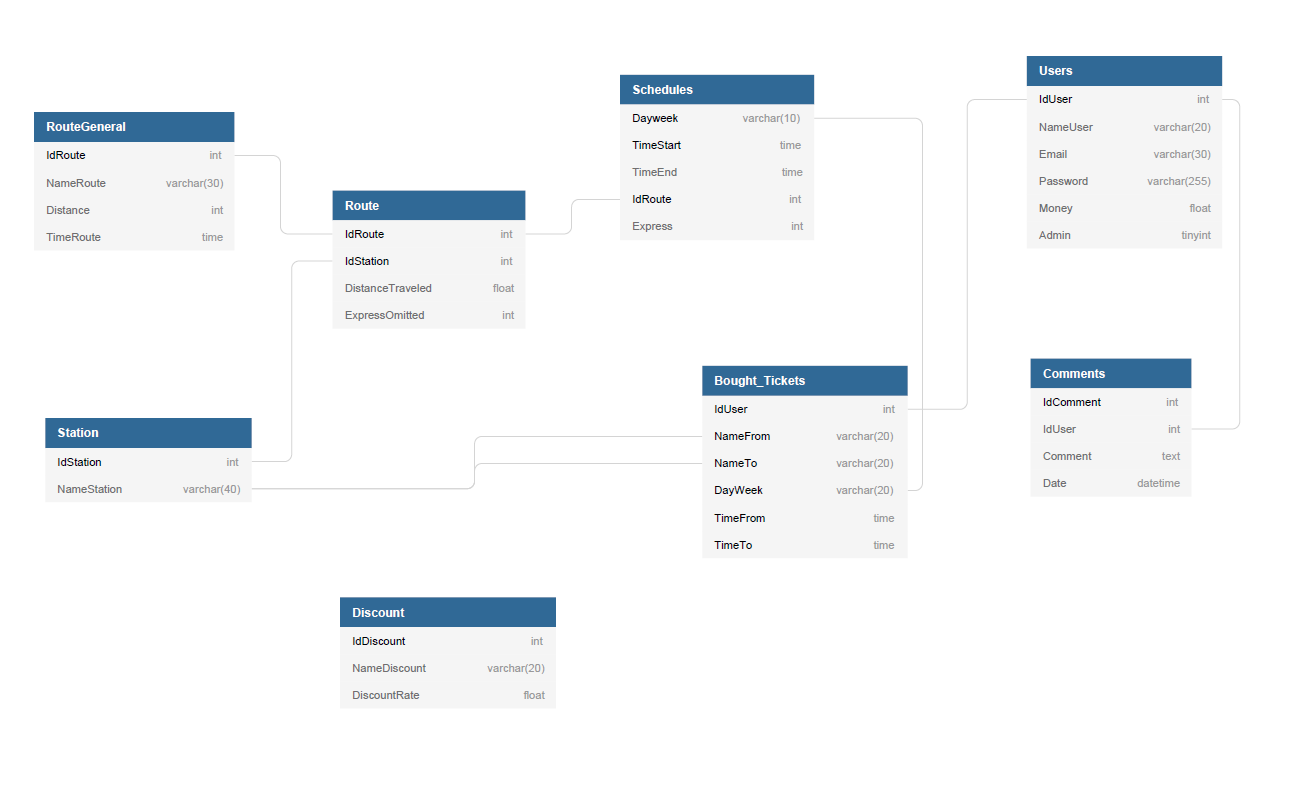 RouteGeneral
IdRoute int
NameRoute varchar(30)
Distance int
TimeRoute time
Route
IdRoute int
IdStation int
DistanceTraveled float
ExpressOmitted int
Schedules
Dayweek varchar(10)
TimeStart time
TimeEnd time
IdRoute int
Express int
Users
IdUser int
NameUser varchar(20)
Email varchar(30)
Password varchar(255)
Money float
Admin tinyint
Station
IdStation int
NameStation varchar(40)
Bought_Tickets
IdUser int
NameFrom varchar(20)
NameTo varchar(20)
DayWeek varchar(20)
TimeFrom time
TimeTo time
Comments
IdComment int
IdUser int
Comment text
Date datetime
Discount
IdDiscount int
NameDiscount varchar(20)
DiscountRate float